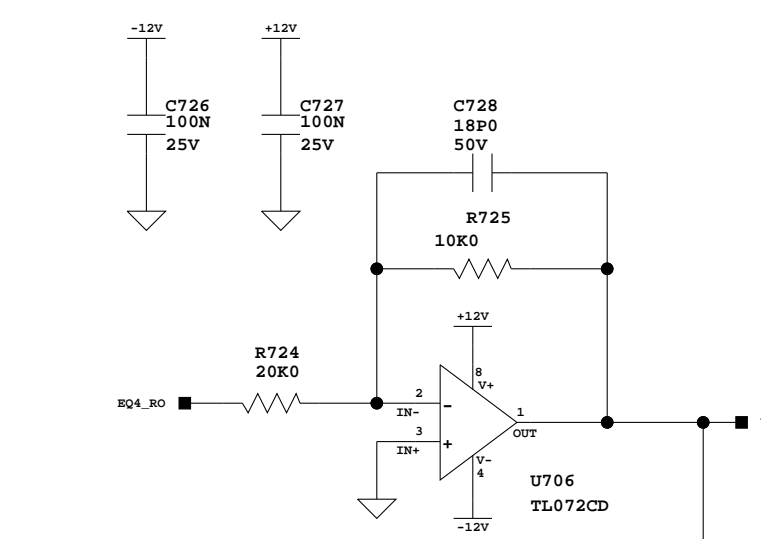 -12V
+12V
C726
100N
25V
C727
100N
25V
C728
18P0
50V
R725
10K0
+12V
R724
20K0
8
V+
EQ4_RO
2
IN-
-
1
OUT
3
IN+
+
V-
4
U706
TL072CD
-12V